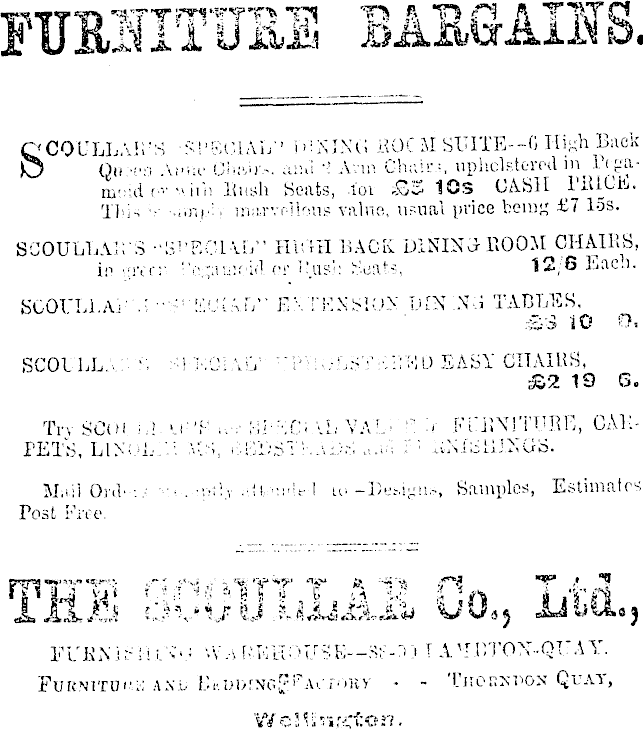 FURNITURE BARGAINS.
SCOULLAR'S "SPECIAL" DINING ROOM SUITE--6 High Back
Queen Anne Chairs, and 2 Arm Chairs, upholstered in Pega-
moid or with Rush Seats, for £5 10s CASH PRICE.
This is simply marvellous value, usual price being £7 15s.
SCOULLAR'S "SPECIAL" HIGH BACK DINING ROOM CHAIRS,
in green Pegamoid or Rush Seats, 12/6 Each.
SCOULLAR'S "SPECIAL" EXTENSION DINING TABLES,
10 0.
SCOULLAR'S "SPECIAL" UPHOLSTERED EASY CHAIRS,
£2 19 6.
Try SCOULLAR'S for SPECIAL VALUE in FURNITURE, CAR-
PETS, LINOLEUMS, BEDSTEADS and FURNISHINGS.
Mail Orders promptly attended to--Designs, Samples, Estimates
Post Free.
THE SCOULLAR Co., Ltd.,
FURNISHING WAREHOUSE-- LAMBTON-QUAY.
FURNITURE AND BEDDING FACTORY - - THORNDON QUAY,
Wellington.